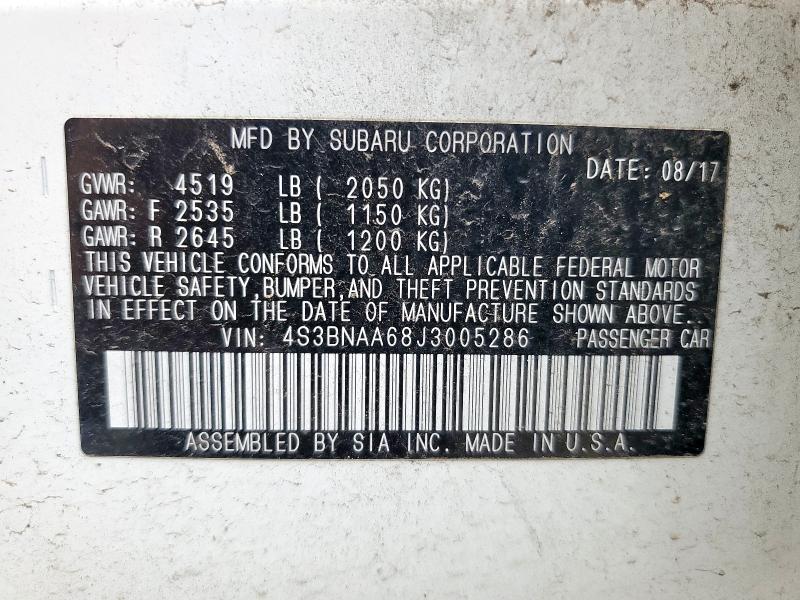 MFD BY SUBARU CORPORATION
DATE: 08/17
GVWR: 4519 LB ( 2050 KG)
GAWR: F 2535 LB ( 1150 KG)
GAWR: R 2645 LB ( 1200 KG)
THIS VEHICLE CONFORMS TO ALL APPLICABLE FEDERAL MOTOR
VEHICLE SAFETY, BUMPER, AND THEFT PREVENTION STANDARDS
IN EFFECT ON THE DATE OF MANUFACTURE SHOWN ABOVE.
VIN: 4S3BNAA68J3005286 PASSENGER CAR
ASSEMBLED BY SIA INC. MADE IN U.S.A.